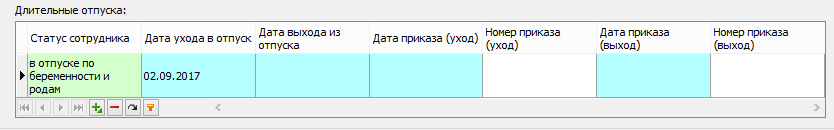 Длительные отпуска:
Статус сотрудника Дата ухода в отпуск Дата выхода из отпуска Дата приказа (уход) Номер приказа (уход) Дата приказа (выход) Номер приказа (выход)
в отпуске по
беременности и 02.09.2017
родам